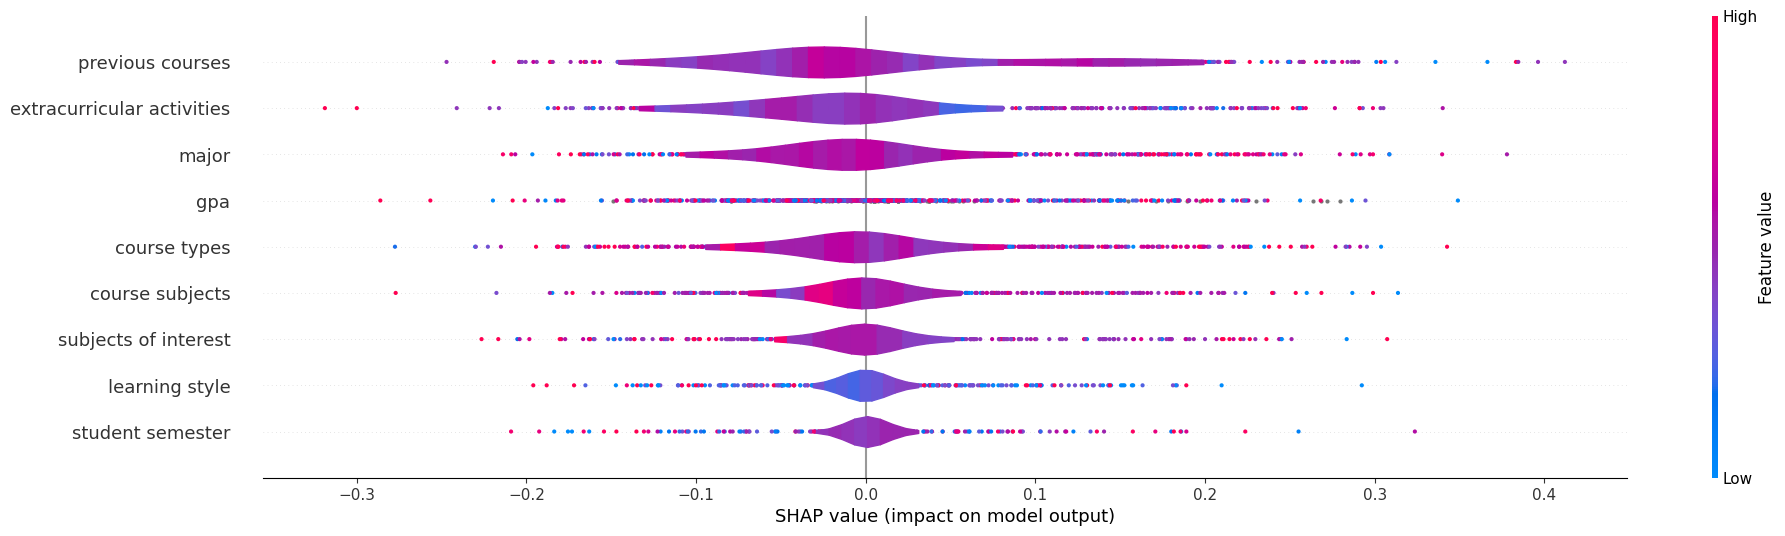 High
previous courses
extracurricular activities
major
gpa
course types
course subjects
subjects of interest
learning style
student semester
Feature value
Low
−0.3 −0.2 −0.1 0.0 0.1 0.2 0.3 0.4
SHAP value (impact on model output)